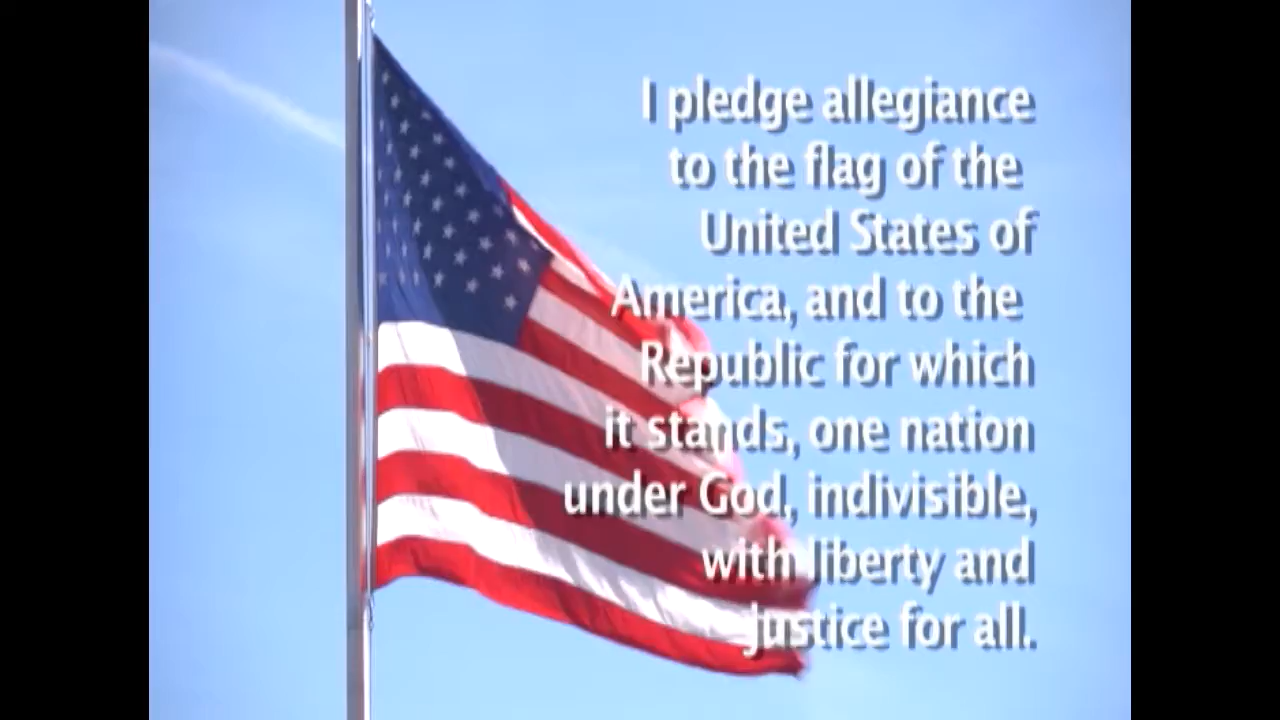 I pledge allegiance
to the flag of the
United States of
America, and to the
Republic for which
it stands, one nation
under God, indivisible,
with liberty and
justice for all.